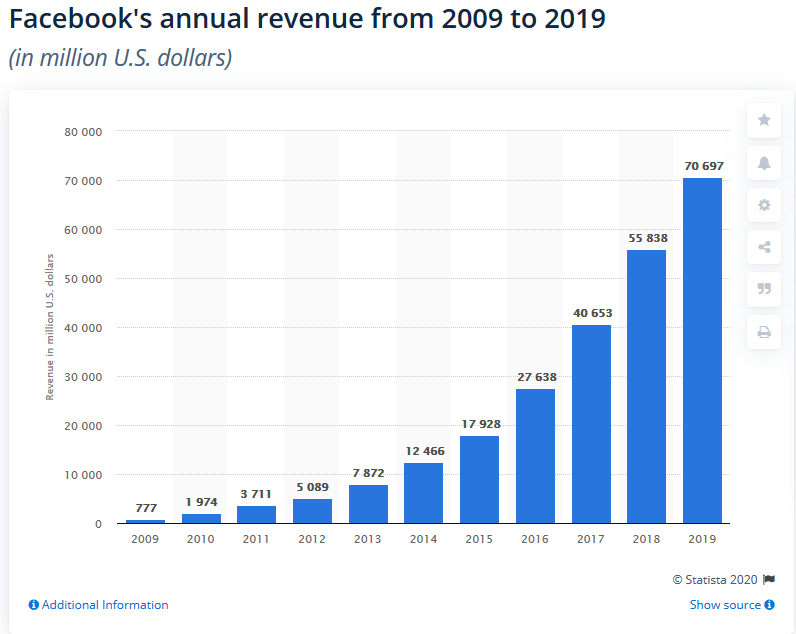 Facebook's annual revenue from 2009 to 2019
(in million U.S. dollars)
Revenue in million U.S. dollars
80 000
70 000
60 000
50 000
40 000
30 000
20 000
10 000
0
777
1 974
3 711
5 089
7 872
12 466
17 928
27 638
40 653
55 838
70 697
2009 2010 2011 2012 2013 2014 2015 2016 2017 2018 2019
© Statista 2020
Additional Information
Show source